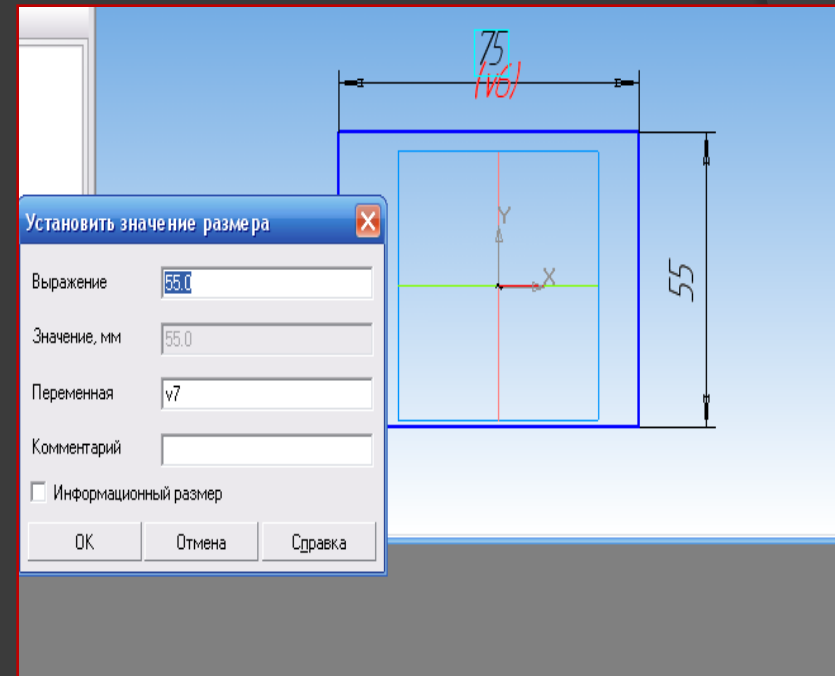 75
(v6)
Установить значение размера
Выражение 55.0
Значение, мм 55.0
Переменная v7
Комментарий
Информационный размер
ОК Отмена Справка
Y
X
55